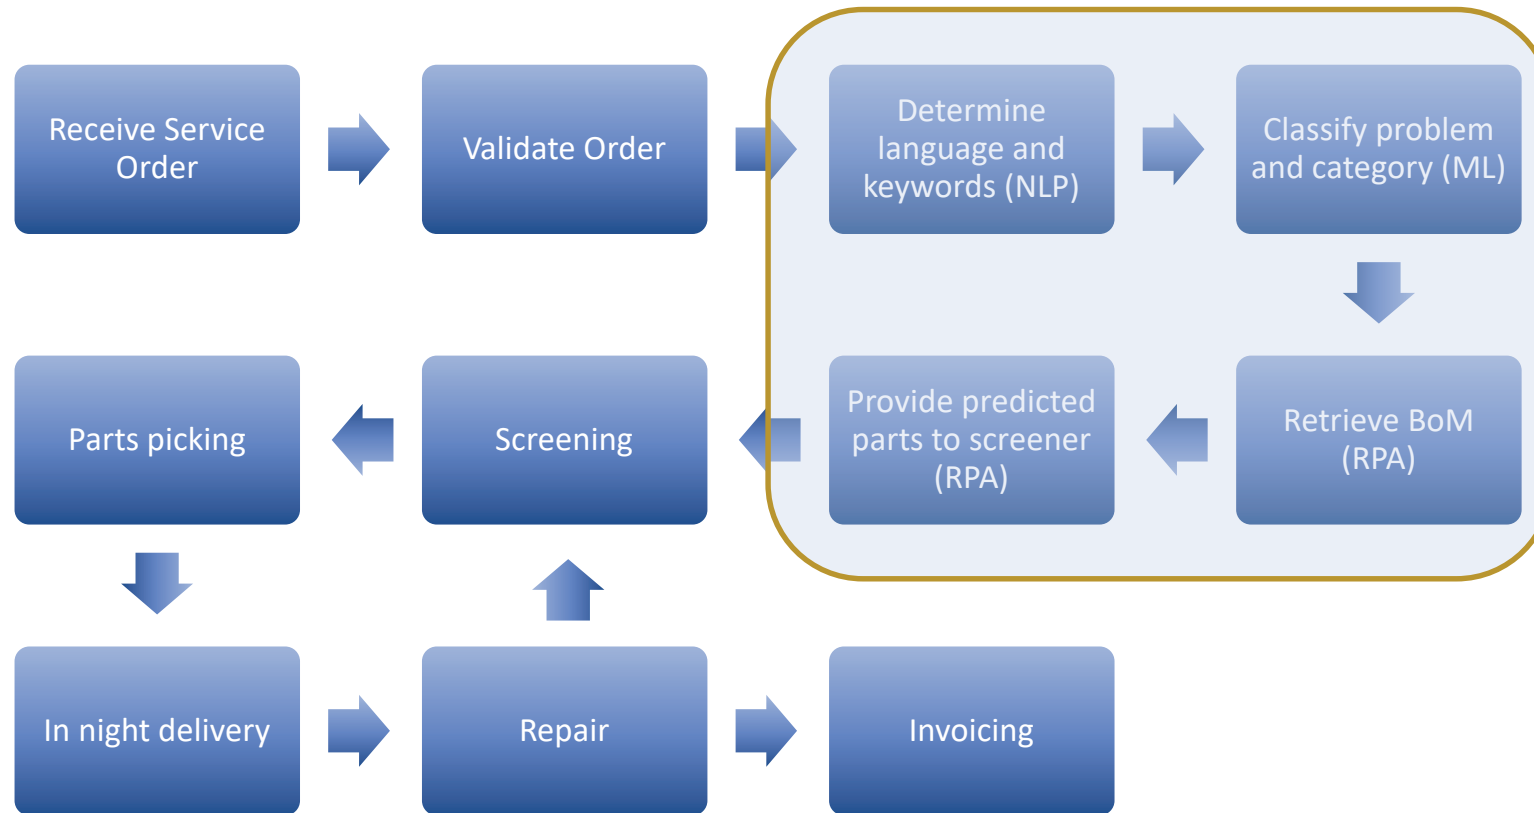 Receive Service
Order
Validate Order
Determine
language and
keywords (NLP)
Classify problem
and category (ML)
Retrieve BoM
(RPA)
Provide predicted
parts to screener
(RPA)
Screening
Parts picking
In night delivery
Repair
Invoicing